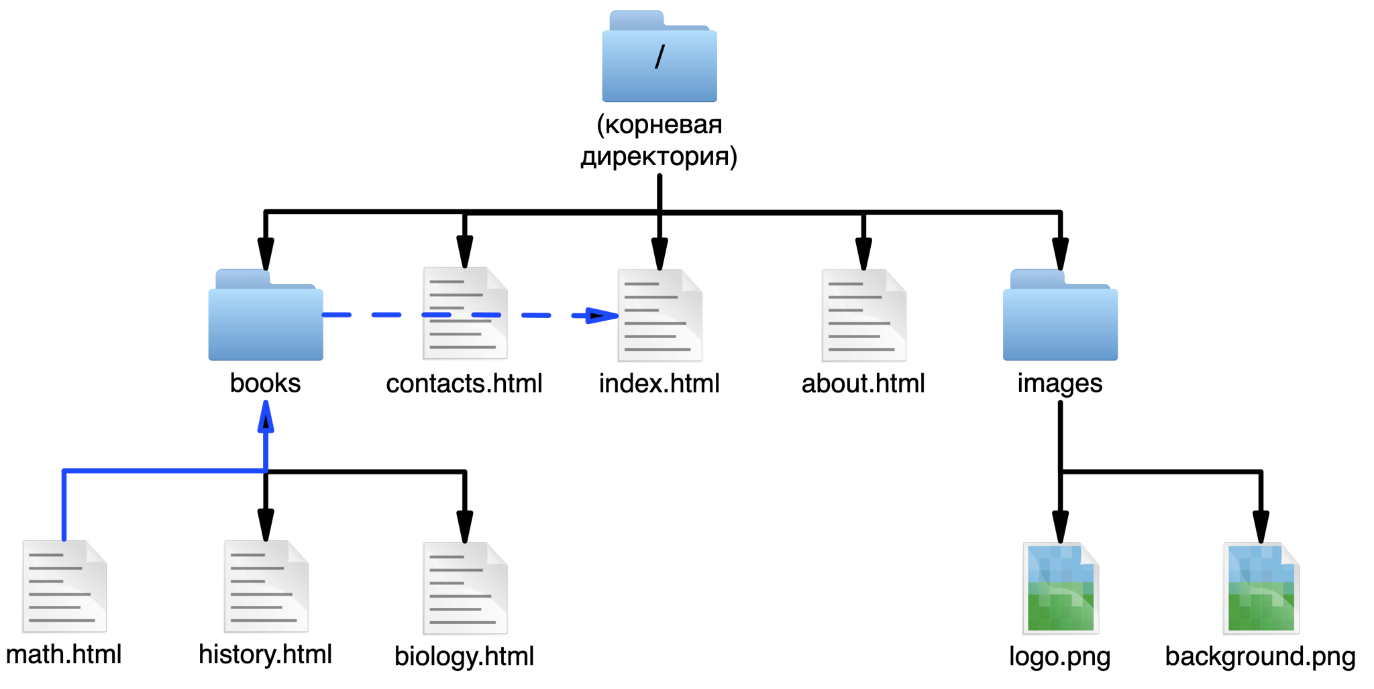 /
(корневая
директория)
books
contacts.html
index.html
about.html
images
math.html
history.html
biology.html
logo.png
background.png